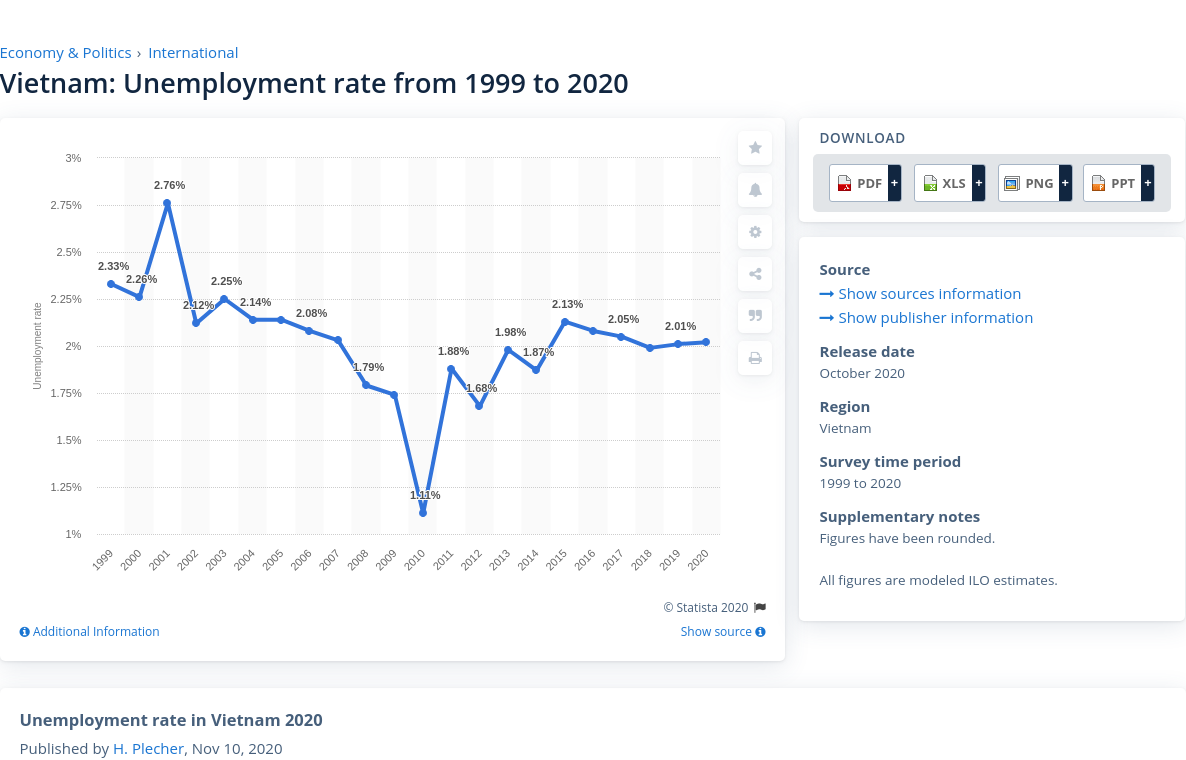 Economy & Politics › International
Vietnam: Unemployment rate from 1999 to 2020
3%
2.75%
2.5%
2.25%
2%
1.75%
1.5%
1.25%
1%
Unemployment rate
2.33%
2.26%
2.76%
2.12%
2.25%
2.14%
2.08%
1.79%
1.11%
1.88%
1.68%
1.98%
1.87%
2.13%
2.05%
2.01%
1999
2000
2001
2002
2003
2004
2005
2006
2007
2008
2009
2010
2011
2012
2013
2014
2015
2016
2017
2018
2019
2020
© Statista 2020
Additional Information
Show source
DOWNLOAD
PDF + XLS + PNG + PPT +
Source
Show sources information
Show publisher information
Release date
October 2020
Region
Vietnam
Survey time period
1999 to 2020
Supplementary notes
Figures have been rounded.
All figures are modeled ILO estimates.
Unemployment rate in Vietnam 2020
Published by H. Plecher, Nov 10, 2020